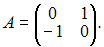 A = ( 0 1
-1 0 ).